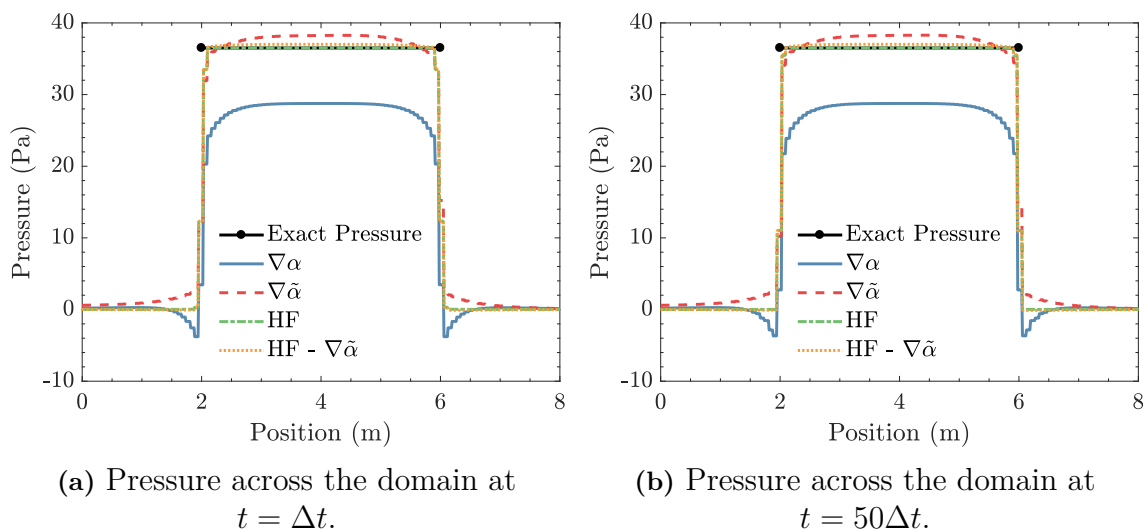 40
30
20
10
0
-10
Pressure (Pa)
Exact Pressure
∇α
∇α̃
HF
HF - ∇α̃
0 2 4 6 8
Position (m)
(a) Pressure across the domain at
t = Δt.
40
30
20
10
0
-10
Pressure (Pa)
Exact Pressure
∇α
∇α̃
HF
HF - ∇α̃
0 2 4 6 8
Position (m)
(b) Pressure across the domain at
t = 50Δt.